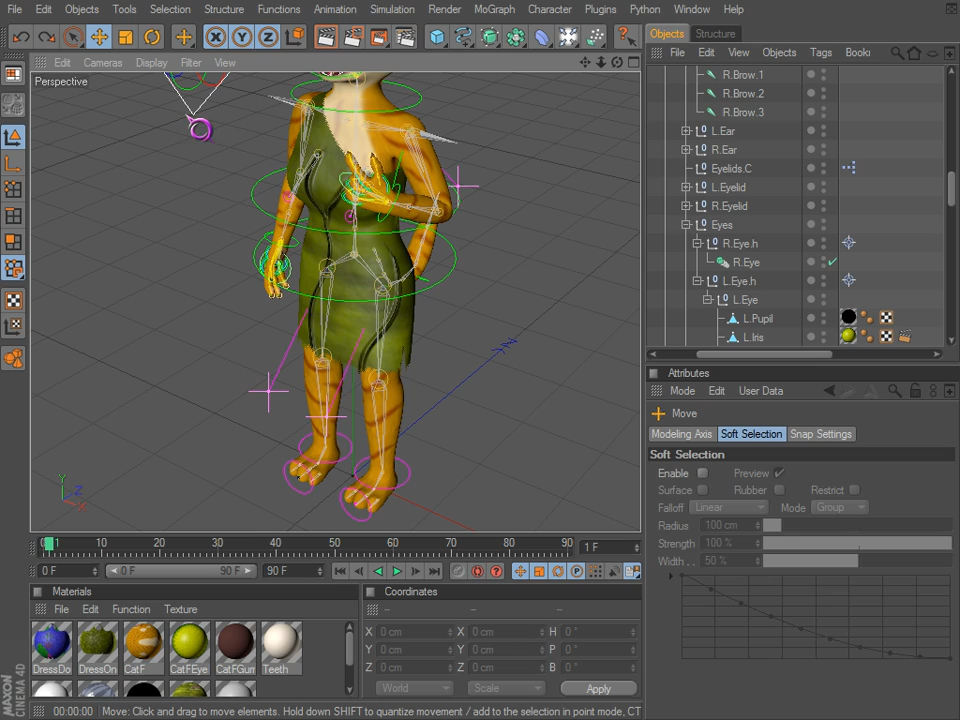 File Edit Objects Tools Selection Structure Functions Animation Simulation Render MoGraph Character Plugins Python Window Help
X Y Z
Edit Cameras Display Filter View
Perspective
Y
Z
X
0 1 10 20 30 40 50 60 70 80 90 1 F
0 F 0 F 90 F 90 F
Materials
File Edit Function Texture
DressDo DressOn CatF CatFEye CatFGum Teeth
Coordinates
X 0 cm X 0 cm H 0 °
Y 0 cm Y 0 cm P 0 °
Z 0 cm Z 0 cm B 0 °
World Scale Apply
MAXON CINEMA 4D
00:00:00 Move: Click and drag to move elements. Hold down SHIFT to quantize movement / add to the selection in point mode, CT
Objects Structure
File Edit View Objects Tags Bookı
R.Brow.1
R.Brow.2
R.Brow.3
L.Ear
R.Ear
Eyelids.C
L.Eyelid
R.Eyelid
Eyes
R.Eye.h
R.Eye
L.Eye.h
L.Eye
L.Pupil
L.Iris
Attributes
Mode Edit User Data
Move
Modeling Axis Soft Selection Snap Settings
Soft Selection
Enable Preview
Surface Rubber Restrict
Falloff Linear Mode Group
Radius 100 cm
Strength 100 %
Width . . 50 %